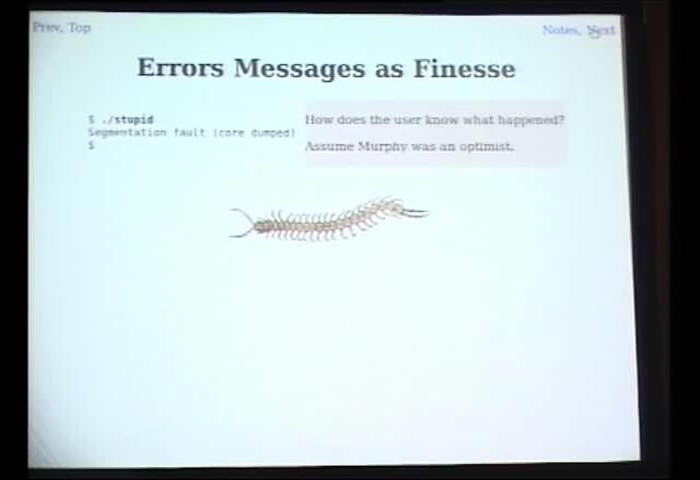 Prev, Top
Notes, Next
Errors Messages as Finesse
$ ./stupid
Segmentation fault (core dumped)
$
How does the user know what happened?
Assume Murphy was an optimist.